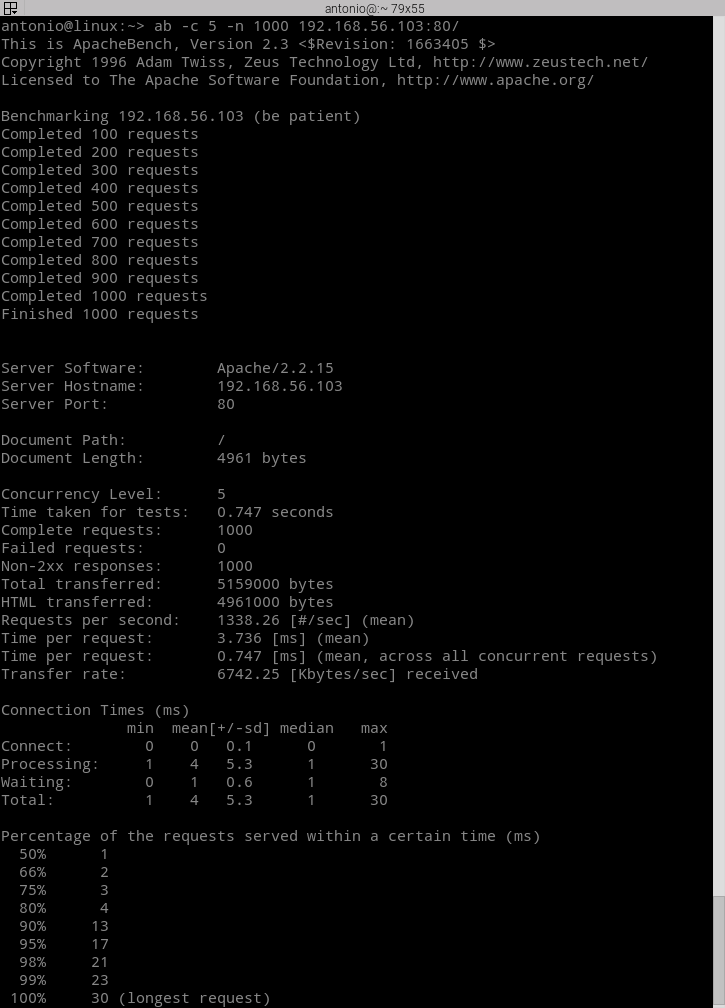 antonio@:~ 79x55
antonio@linux:~> ab -c 5 -n 1000 192.168.56.103:80/
This is ApacheBench, Version 2.3 <$Revision: 1663405 $>
Copyright 1996 Adam Twiss, Zeus Technology Ltd, http://www.zeustech.net/
Licensed to The Apache Software Foundation, http://www.apache.org/

Benchmarking 192.168.56.103 (be patient)
Completed 100 requests
Completed 200 requests
Completed 300 requests
Completed 400 requests
Completed 500 requests
Completed 600 requests
Completed 700 requests
Completed 800 requests
Completed 900 requests
Completed 1000 requests
Finished 1000 requests


Server Software:        Apache/2.2.15
Server Hostname:        192.168.56.103
Server Port:            80

Document Path:          /
Document Length:        4961 bytes

Concurrency Level:      5
Time taken for tests:   0.747 seconds
Complete requests:      1000
Failed requests:        0
Non-2xx responses:      1000
Total transferred:      5159000 bytes
HTML transferred:       4961000 bytes
Requests per second:    1338.26 [#/sec] (mean)
Time per request:       3.736 [ms] (mean)
Time per request:       0.747 [ms] (mean, across all concurrent requests)
Transfer rate:          6742.25 [Kbytes/sec] received

Connection Times (ms)
              min  mean[+/-sd] median   max
Connect:        0    0   0.1      0       1
Processing:     1    4   5.3      1      30
Waiting:        0    1   0.6      1       8
Total:          1    4   5.3      1      30

Percentage of the requests served within a certain time (ms)
  50%      1
  66%      2
  75%      3
  80%      4
  90%     13
  95%     17
  98%     21
  99%     23
 100%     30 (longest request)